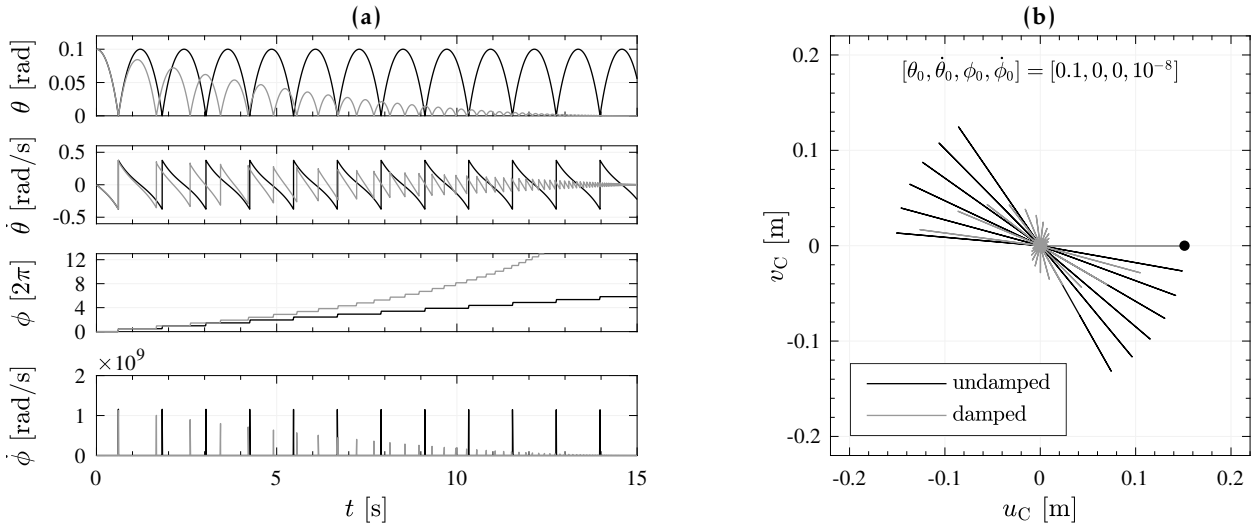 (a)
θ [rad]
0.1
0.05
0
θ̇ [rad/s]
0.5
0
-0.5
ϕ [2π]
12
8
4
0
×10⁹
ϕ̇ [rad/s]
2
1
0
0
5
10
15
t [s]
(b)
[θ₀, θ̇₀, ϕ₀, ϕ̇₀] = [0.1, 0, 0, 10⁻⁸]
v_C [m]
0.2
0.1
0
-0.1
-0.2
undamped
damped
-0.2
-0.1
0
0.1
0.2
u_C [m]